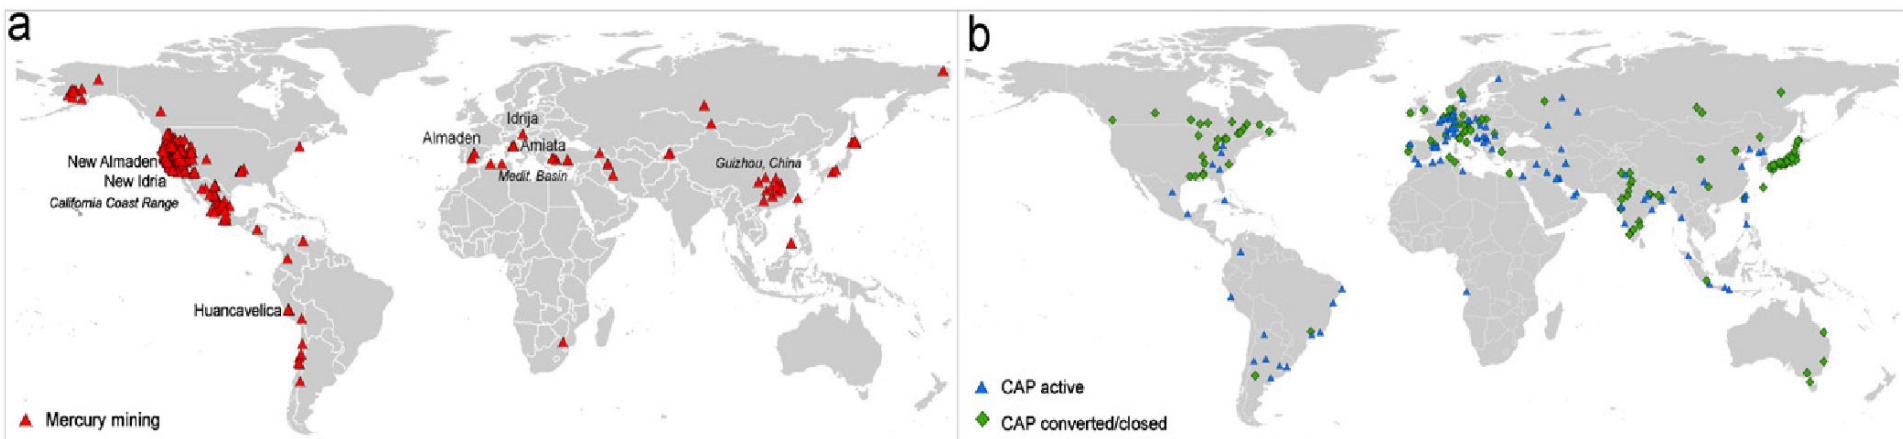 a
Idrija
Almaden
Amiata
New Almaden
Medit. Basin
Guizhou, China
New Idria
California Coast Range
Huancavelica
Mercury mining
b
CAP active
CAP converted/closed